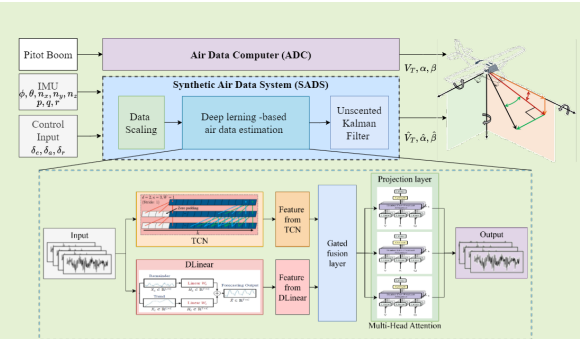 Pitot Boom
Air Data Computer (ADC)
V_T, α, β
IMU
ϕ, θ, n_x, n_y, n_z
p, q, r
Synthetic Air Data System (SADS)
Data
Scaling
Deep lerning -based
air data estimation
Unscented
Kalman
Filter
Control
Input
δ_e, δ_a, δ_r
V̂_T, α̂, β̂
Projection layer
Input
TCN
Feature
from
TCN
Gated
fusion
layer
Output
DLinear
Feature
from
DLinear
Multi-Head Attention